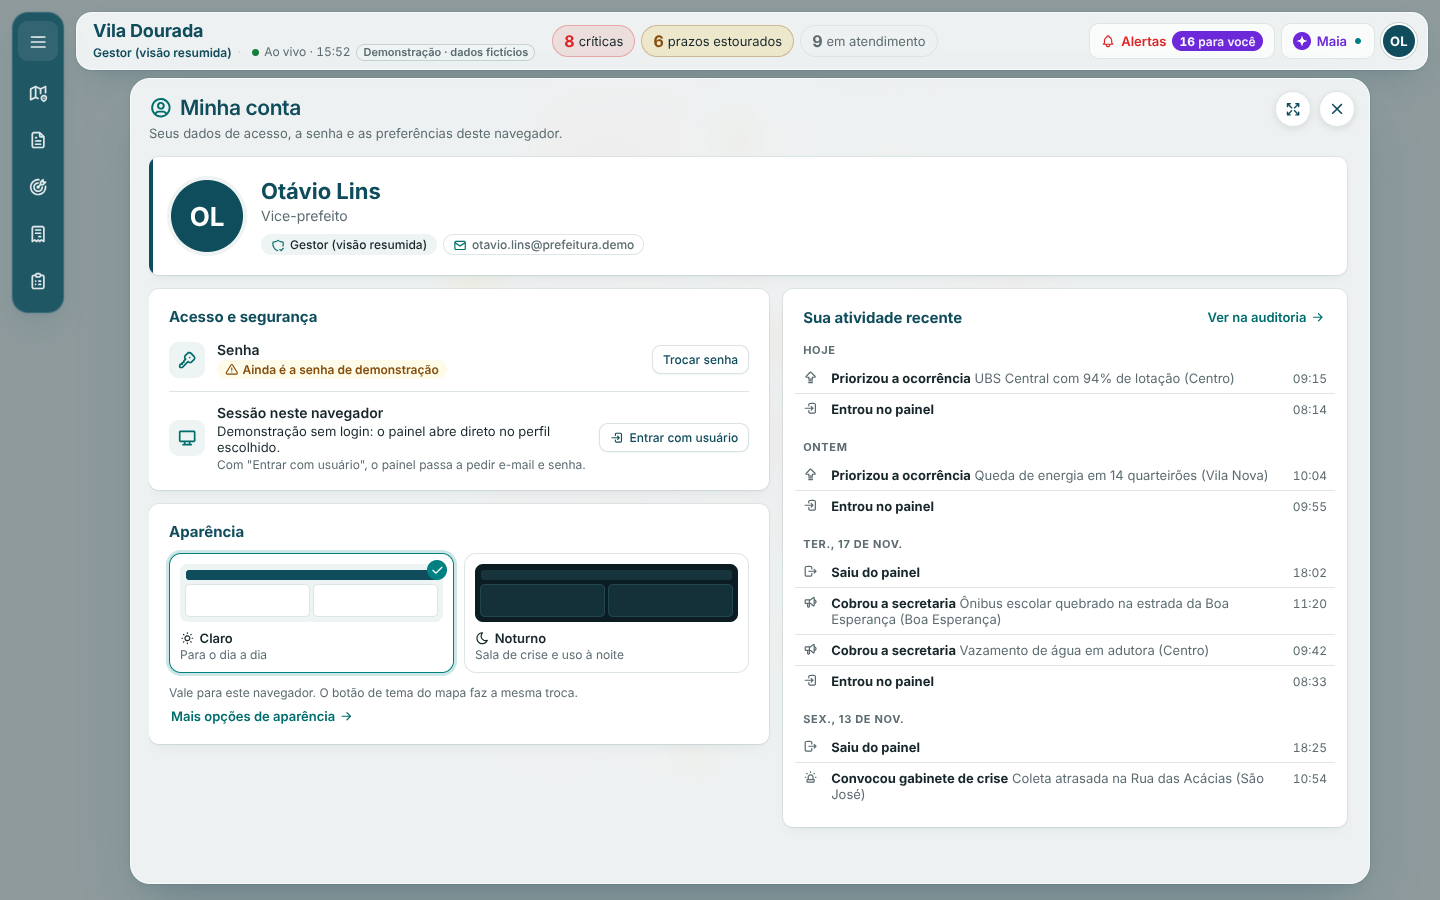 Vila Dourada
Gestor (visão resumida) · Ao vivo · 15:52 Demonstração · dados fictícios
8 críticas
6 prazos estourados
9 em atendimento
Alertas 16 para você
Maia
OL
Minha conta
Seus dados de acesso, a senha e as preferências deste navegador.
OL
Otávio Lins
Vice-prefeito
Gestor (visão resumida)
otavio.lins@prefeitura.demo
Acesso e segurança
Senha
Ainda é a senha de demonstração
Trocar senha
Sessão neste navegador
Demonstração sem login: o painel abre direto no perfil
escolhido.
Com "Entrar com usuário", o painel passa a pedir e-mail e senha.
Entrar com usuário
Aparência
Claro
Para o dia a dia
Noturno
Sala de crise e uso à noite
Vale para este navegador. O botão de tema do mapa faz a mesma troca.
Mais opções de aparência →
Sua atividade recente
Ver na auditoria →
HOJE
Priorizou a ocorrência UBS Central com 94% de lotação (Centro) 09:15
Entrou no painel 08:14
ONTEM
Priorizou a ocorrência Queda de energia em 14 quarteirões (Vila Nova) 10:04
Entrou no painel 09:55
TER., 17 DE NOV.
Saiu do painel 18:02
Cobrou a secretaria Ônibus escolar quebrado na estrada da Boa 11:20
Esperança (Boa Esperança)
Cobrou a secretaria Vazamento de água em adutora (Centro) 09:42
Entrou no painel 08:33
SEX., 13 DE NOV.
Saiu do painel 18:25
Convocou gabinete de crise Coleta atrasada na Rua das Acácias (São 10:54
José)